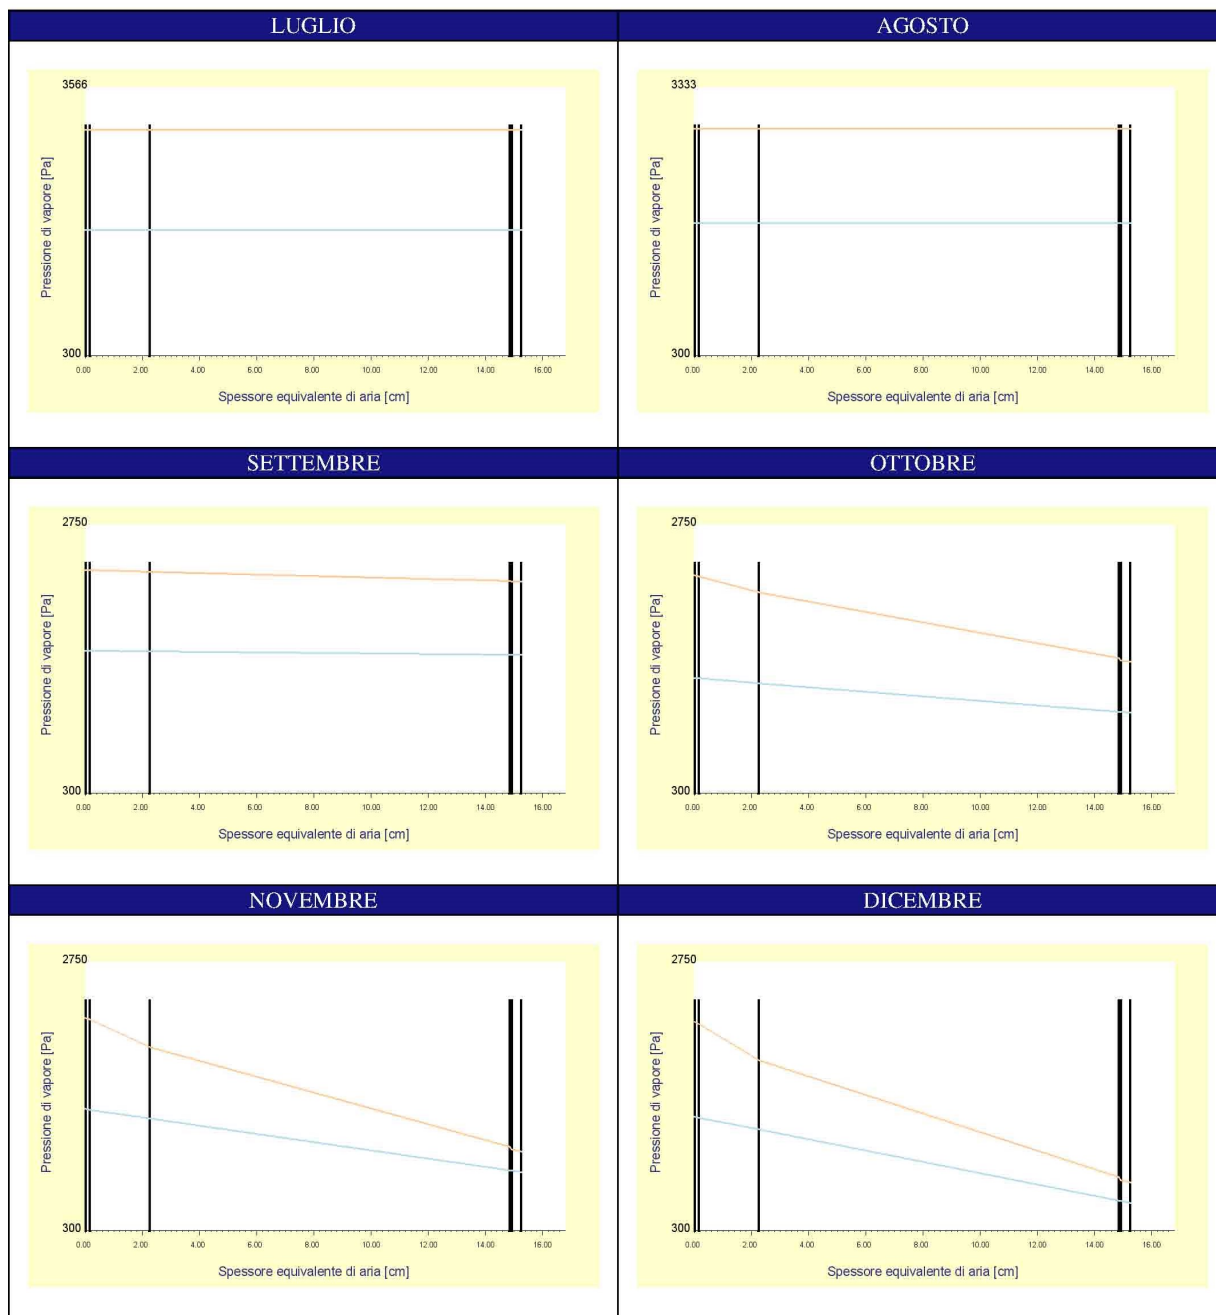 LUGLIO
AGOSTO
3566
Pressione di vapore [Pa]
300
0.00 2.00 4.00 6.00 8.00 10.00 12.00 14.00 16.00
Spessore equivalente di aria [cm]
3333
Pressione di vapore [Pa]
300
0.00 2.00 4.00 6.00 8.00 10.00 12.00 14.00 16.00
Spessore equivalente di aria [cm]
SETTEMBRE
OTTOBRE
2750
Pressione di vapore [Pa]
300
0.00 2.00 4.00 6.00 8.00 10.00 12.00 14.00 16.00
Spessore equivalente di aria [cm]
2750
Pressione di vapore [Pa]
300
0.00 2.00 4.00 6.00 8.00 10.00 12.00 14.00 16.00
Spessore equivalente di aria [cm]
NOVEMBRE
DICEMBRE
2750
Pressione di vapore [Pa]
300
0.00 2.00 4.00 6.00 8.00 10.00 12.00 14.00 16.00
Spessore equivalente di aria [cm]
2750
Pressione di vapore [Pa]
300
0.00 2.00 4.00 6.00 8.00 10.00 12.00 14.00 16.00
Spessore equivalente di aria [cm]